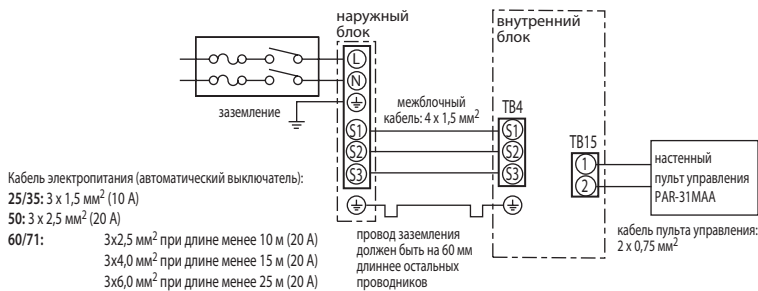 наружный
блок
внутренний
блок
L
N
заземление
межблочный
кабель: 4 x 1,5 мм²
TB4
S1
S2
S3
S1
S2
S3
TB15
1
2
настенный
пульт управления
PAR-31MAA
кабель пульта управления:
2 x 0,75 мм²
провод заземления
должен быть на 60 мм
длиннее остальных
проводников
Кабель электропитания (автоматический выключатель):
25/35: 3 x 1,5 мм² (10 А)
50: 3 x 2,5 мм² (20 А)
60/71: 3x2,5 мм² при длине менее 10 м (20 А)
3x4,0 мм² при длине менее 15 м (20 А)
3x6,0 мм² при длине менее 25 м (20 А)